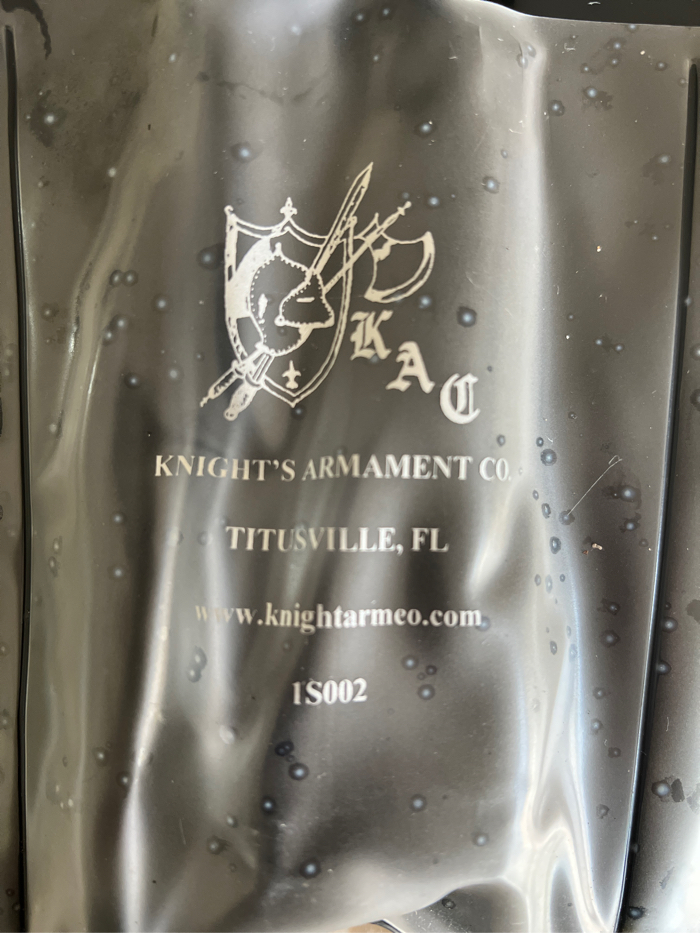 KAC
KNIGHT'S ARMAMENT CO.
TITUSVILLE, FL
www.knightarmco.com
1S002